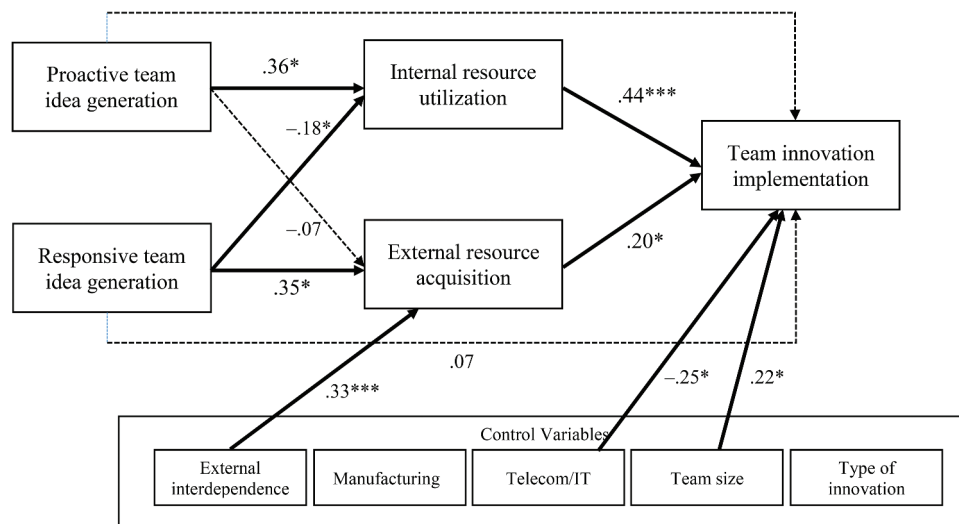 Proactive team
idea generation
.36*
Internal resource
utilization
.44***
–.18*
Team innovation
implementation
–.07
Responsive team
idea generation
.35*
External resource
acquisition
.20*
.07
.33***
–.25*
.22*
Control Variables
External
interdependence
Manufacturing
Telecom/IT
Team size
Type of
innovation